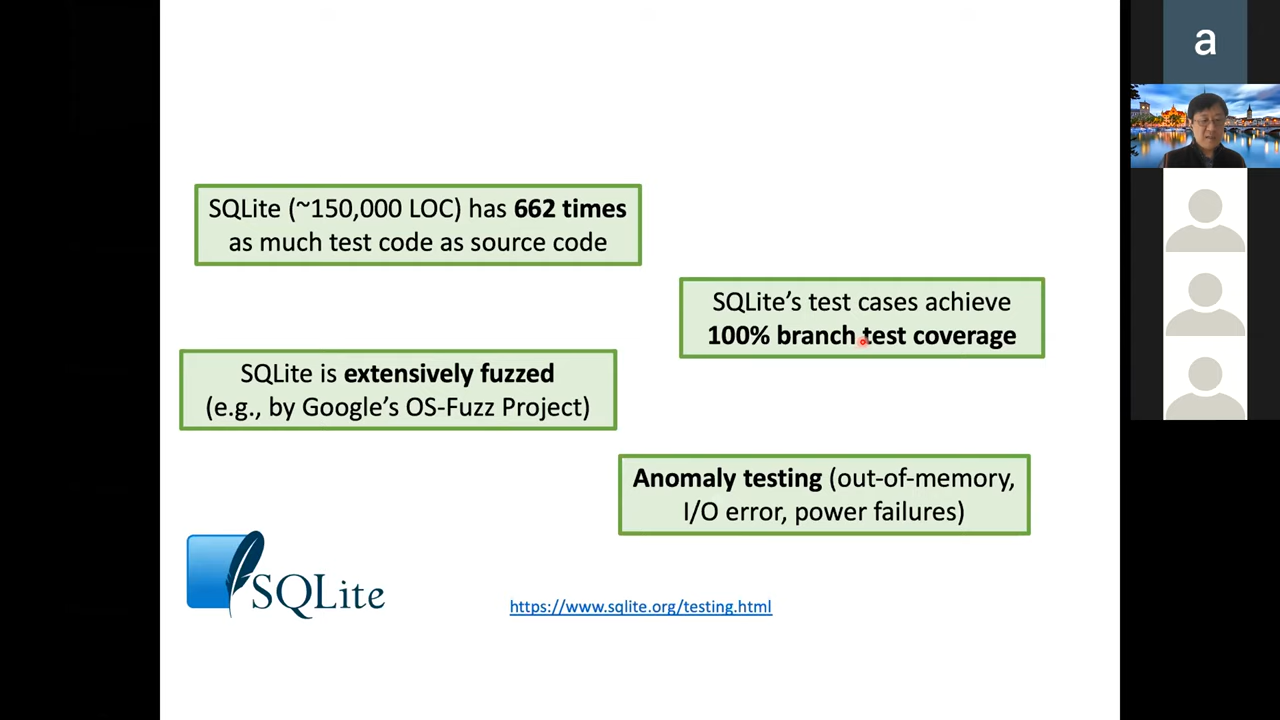 a
SQLite (~150,000 LOC) has 662 times
as much test code as source code
SQLite’s test cases achieve
100% branch test coverage
SQLite is extensively fuzzed
(e.g., by Google’s OS-Fuzz Project)
Anomaly testing (out-of-memory,
I/O error, power failures)
SQLite
https://www.sqlite.org/testing.html